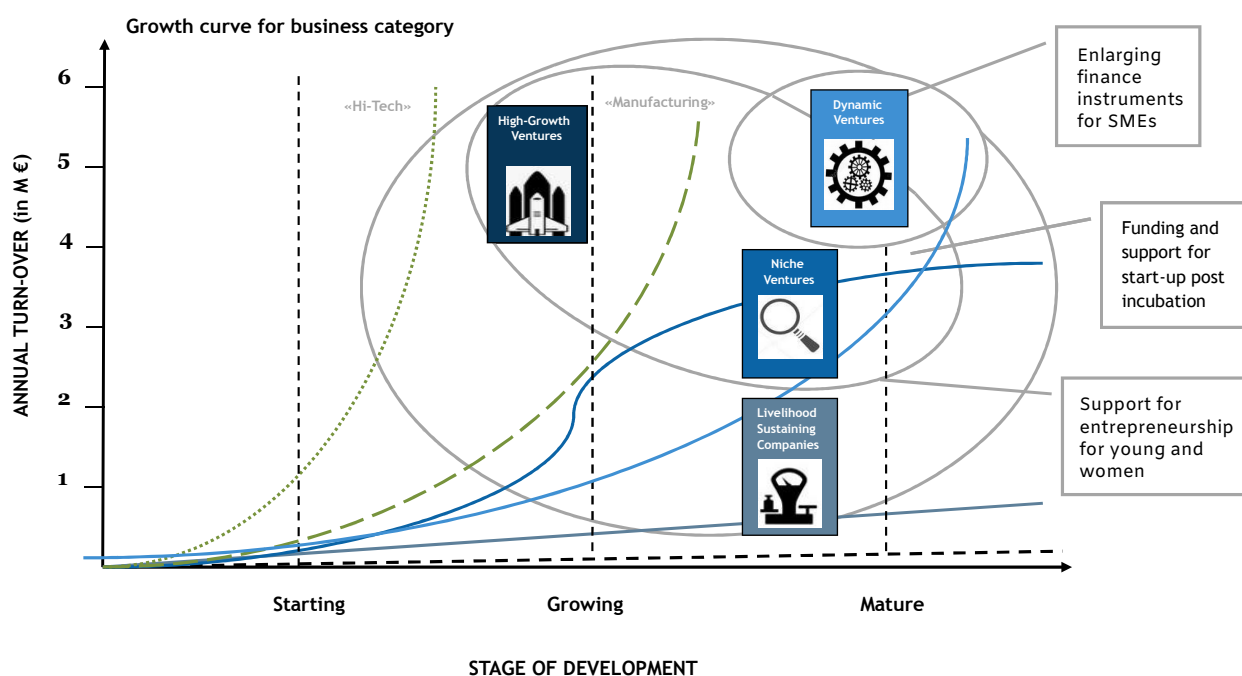 Growth curve for business category
ANNUAL TURN-OVER (in M €)
6
5
4
3
2
1
«Hi-Tech»
High-Growth
Ventures
«Manufacturing»
Dynamic
Ventures
Niche
Ventures
Livelihood
Sustaining
Companies
Enlarging
finance
instruments
for SMEs
Funding and
support for
start-up post
incubation
Support for
entrepreneurship
for young and
women
Starting
Growing
Mature
STAGE OF DEVELOPMENT